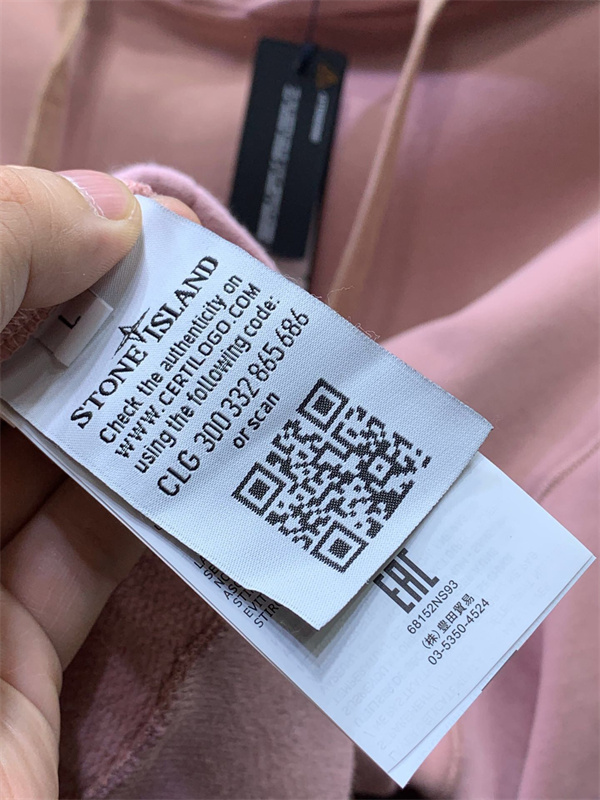 L
STONE ISLAND
Check the authenticity on
WWW.CERTILOGO.COM
using the following code:
CLG 300 332 865 686
or scan
EAC
68152NS93
(株)豊田貿易
03-5350-4524